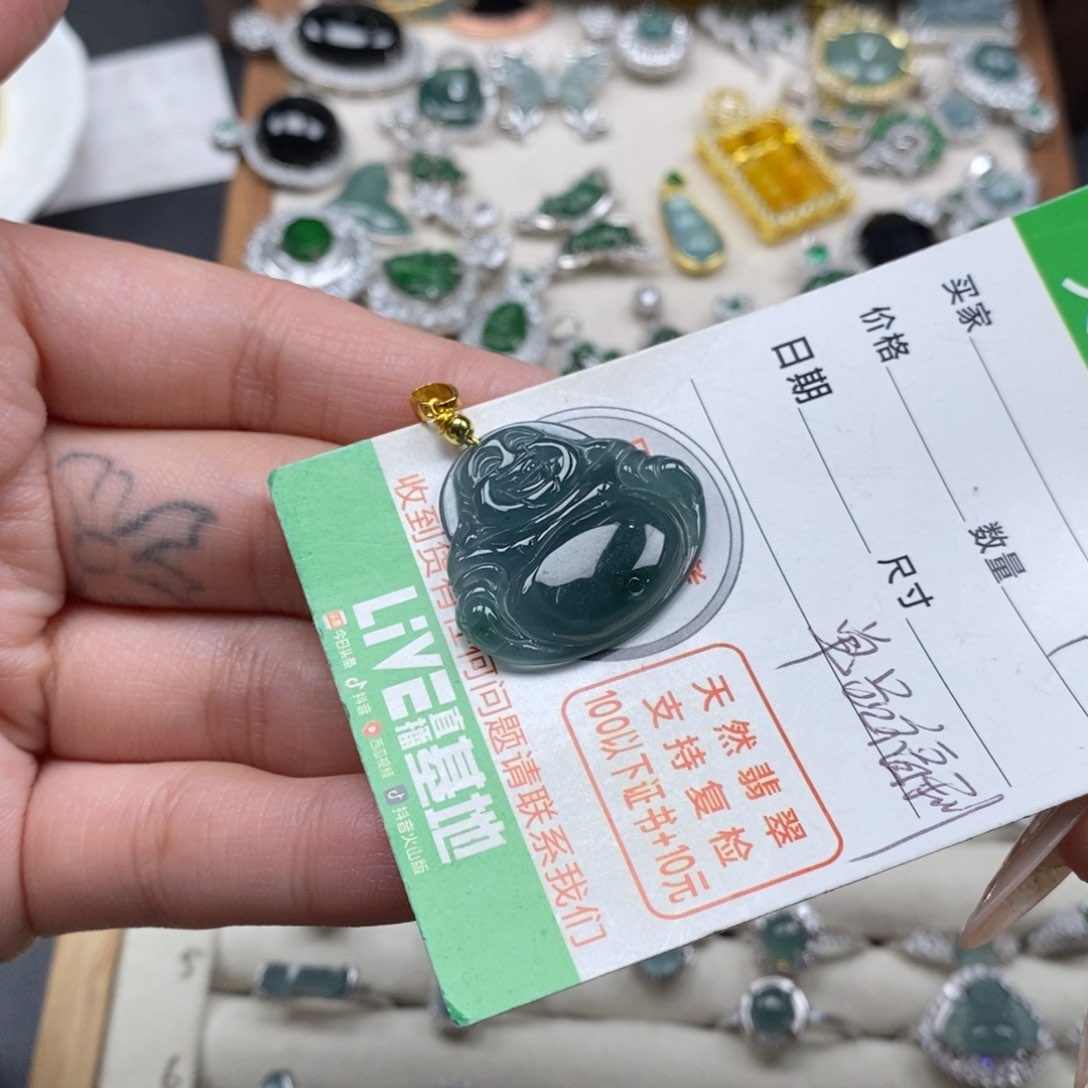 买家
价格
日期
数量
尺寸
收到货有任何问题请联系我们
LiVE直播基地
今日头条 抖音 西瓜视频 抖音火山版
天然翡翠
支持复检
100以下证书+10元
5
6